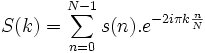 S(k) = \sum_{n=0}^{N-1} s(n).e^{-2i\pi k \frac{n}{N}}